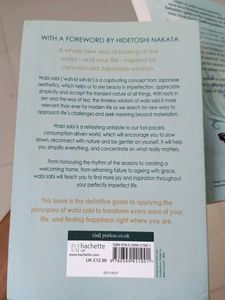 WITH A FOREWORD BY HIDETOSHI NAKATA
A whole new way of looking at the
world – and your life – inspired by
centuries-old Japanese wisdom.
Wabi sabi ('wah-bi sah-bi') is a captivating concept from Japanese
aesthetics, which helps us to see beauty in imperfection, appreciate
simplicity and accept the transient nature of all things. With roots in
zen and the way of tea, the timeless wisdom of wabi sabi is more
relevant than ever for modern life as we search for new ways to
approach life's challenges and seek meaning beyond materialism.
Wabi sabi is a refreshing antidote to our fast-paced,
consumption-driven world, which will encourage you to slow
down, reconnect with nature and be gentler on yourself. It will help
you simplify everything, and concentrate on what really matters.
From honouring the rhythm of the seasons to creating a
welcoming home, from reframing failure to ageing with grace,
wabi sabi will teach you to find more joy and inspiration throughout
your perfectly imperfect life.
This book is the definitive guide to applying the
principles of wabi sabi to transform every area of your
life, and finding happiness right where you are.
visit piatkus.co.uk
hachette
UK
www.hachette.co.uk
UK £12.99
SELF-HELP